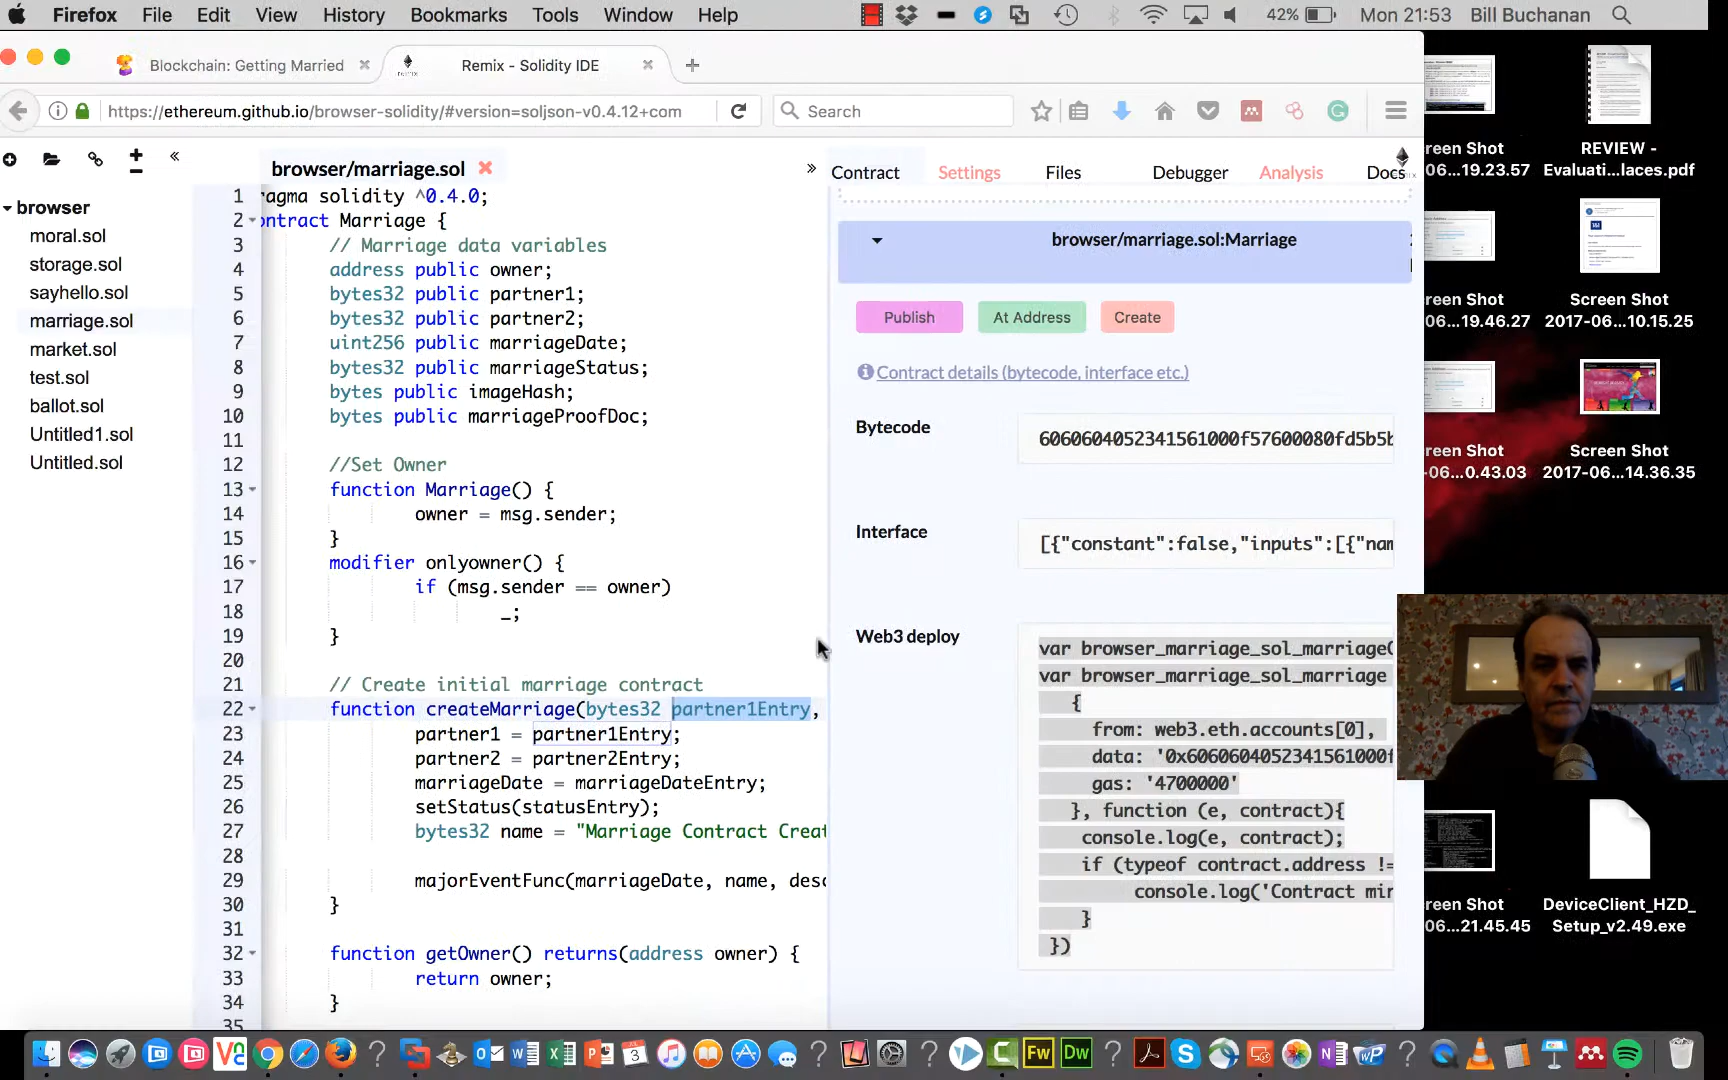 Firefox File Edit View History Bookmarks Tools Window Help 42% Mon 21:53 Bill Buchanan
Blockchain: Getting Married
Remix - Solidity IDE
https://ethereum.github.io/browser-solidity/#version=soljson-v0.4.12+com
Search
browser
moral.sol
storage.sol
sayhello.sol
marriage.sol
market.sol
test.sol
ballot.sol
Untitled1.sol
Untitled.sol
browser/marriage.sol
1 ragma solidity ^0.4.0;
2 ontract Marriage {
3 // Marriage data variables
4 address public owner;
5 bytes32 public partner1;
6 bytes32 public partner2;
7 uint256 public marriageDate;
8 bytes32 public marriageStatus;
9 bytes public imageHash;
10 bytes public marriageProofDoc;
11
12 //Set Owner
13 function Marriage() {
14 owner = msg.sender;
15 }
16 modifier onlyowner() {
17 if (msg.sender == owner)
18 _;
19 }
20
21 // Create initial marriage contract
22 function createMarriage(bytes32 partner1Entry,
23 partner1 = partner1Entry;
24 partner2 = partner2Entry;
25 marriageDate = marriageDateEntry;
26 setStatus(statusEntry);
27 bytes32 name = "Marriage Contract Creat
28
29 majorEventFunc(marriageDate, name, desc
30 }
32 function getOwner() returns(address owner) {
33 return owner;
34 }
35
Contract Settings Files Debugger Analysis Docs
browser/marriage.sol:Marriage
Publish At Address Create
Contract details (bytecode, interface etc.)
Bytecode
6060604052341561000f57600080fd5b5b
Interface
[{"constant":false,"inputs":[{"nam
Web3 deploy
var browser_marriage_sol_marriage
var browser_marriage_sol_marriage
{
from: web3.eth.accounts[0],
data: '0x6060604052341561000f
gas: '4700000'
}, function (e, contract){
console.log(e, contract);
if (typeof contract.address !=
console.log('Contract min
}
})
reen Shot
-06...19.23.57
REVIEW -
Evaluati...laces.pdf
reen Shot
-06...19.46.27
Screen Shot
2017-06...10.15.25
reen Shot
-06...0.43.03
Screen Shot
2017-06...14.36.35
reen Shot
-06...21.45.45
DeviceClient_HZD_
Setup_v2.49.exe
3
Fw
Dw